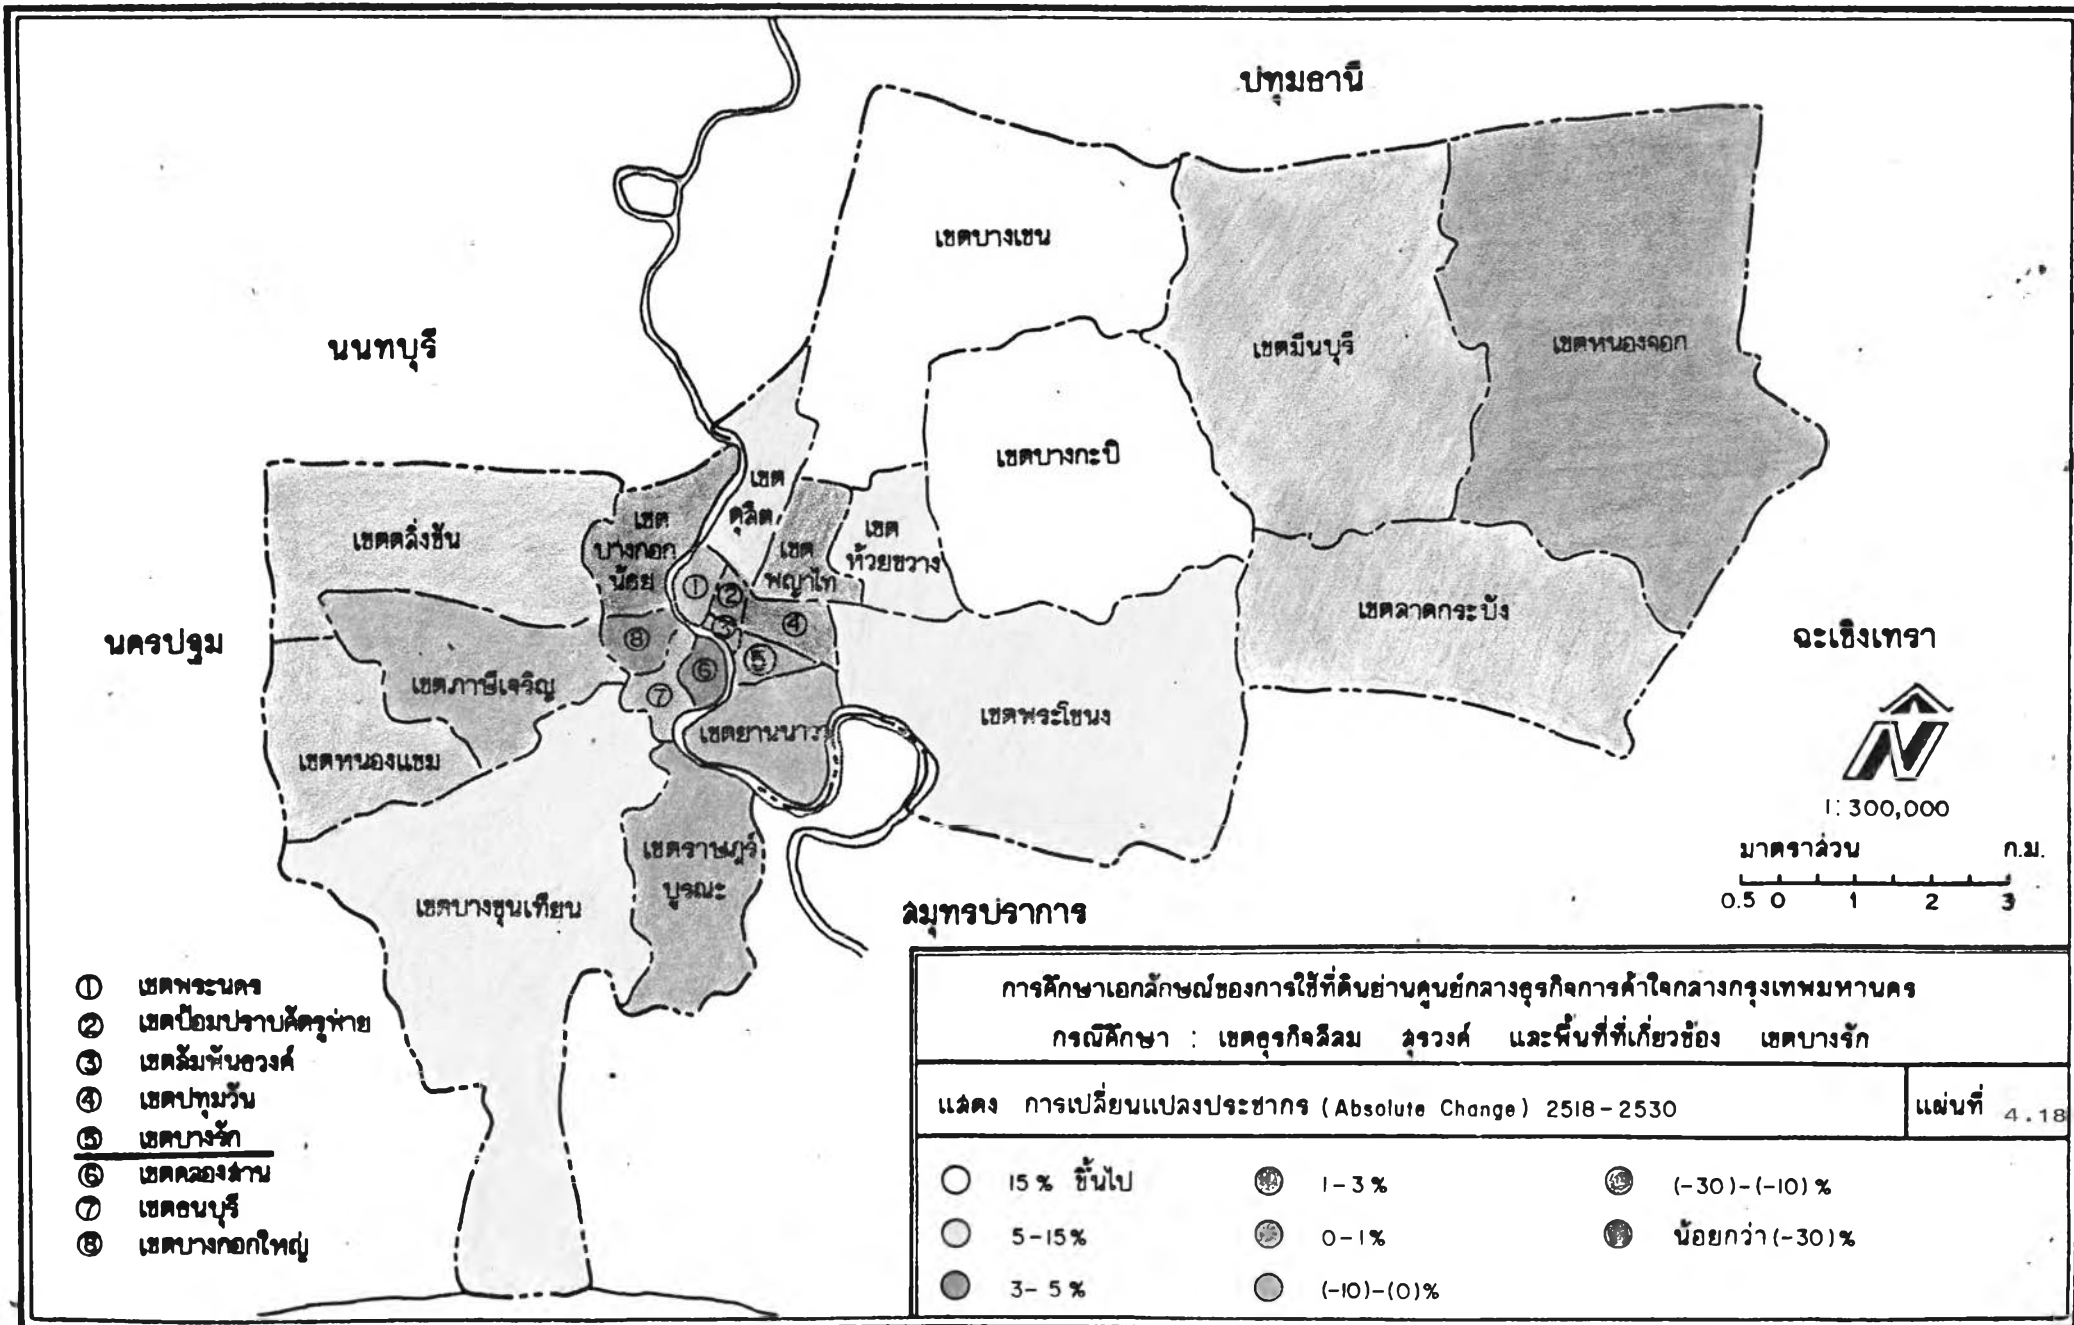 ปทุมธานี
เขตบางเขน
นนทบุรี
เขตมีนบุรี
เขตหนองจอก
เขตบางกะปิ
เขต
ดุสิต
เขตตลิ่งชัน
เขต
บางกอก
น้อย
เขต
พญาไท
เขต
ห้วยขวาง
① ② ③ ④ ⑤ ⑥ ⑦ ⑧
เขตลาดกระบัง
นครปฐม
ฉะเชิงเทรา
เขตภาษีเจริญ
เขตพระโขนง
เขตยานนาวา
เขตหนองแขม
N
1:300,000
เขตราษฎร์
บูรณะ
มาตราส่วน ก.ม.
0.5 0 1 2 3
เขตบางขุนเทียน
สมุทรปราการ
① เขตพระนคร
② เขตป้อมปราบศัตรูพ่าย
③ เขตสัมพันธวงศ์
④ เขตปทุมวัน
⑤ เขตบางรัก
⑥ เขตคลองสาน
⑦ เขตธนบุรี
⑧ เขตบางกอกใหญ่
การศึกษาเอกลักษณ์ของการใช้ที่ดินย่านศูนย์กลางธุรกิจการค้าใจกลางกรุงเทพมหานคร
กรณีศึกษา : เขตธุรกิจสีลม สุรวงศ์ และพื้นที่ที่เกี่ยวข้อง เขตบางรัก
แสดง การเปลี่ยนแปลงประชากร (Absolute Change) 2518-2530
แผ่นที่ 4.18
15% ขึ้นไป 1-3% (-30)-(-10)%
5-15% 0-1% น้อยกว่า(-30)%
3-5% (-10)-(0)%